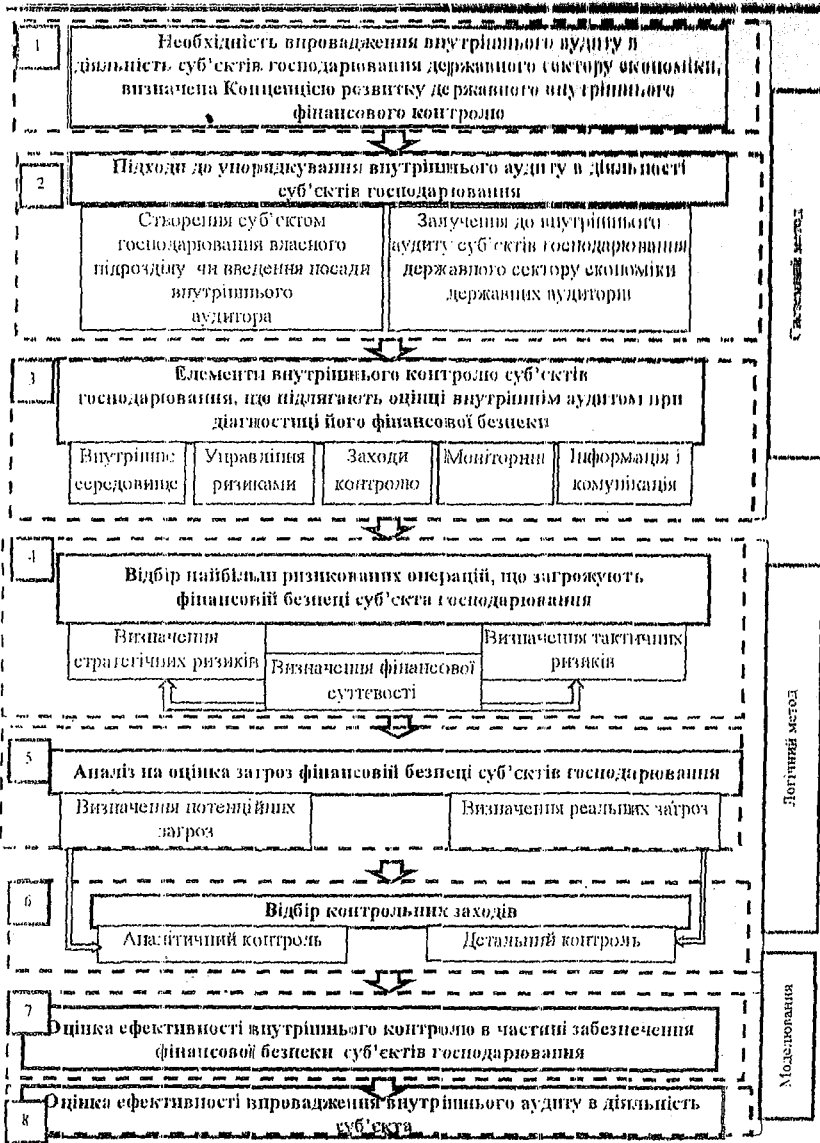 1
Необхідність впровадження внутрішнього аудиту в
діяльність суб'єктів господарювання державного сектору економіки,
визначена Концепцією розвитку державного внутрішнього
фінансового контролю
2
Підходи до упорядкування внутрішнього аудиту в діяльності
суб'єктів господарювання
Створення суб'єктом
господарювання власного
підрозділу чи введення посади
внутрішнього
аудитора
Залучення до внутрішнього
аудиту суб'єктів господарювання
державного сектору економіки
державних аудиторів
Системний метод
3
Елементи внутрішнього контролю суб'єктів
господарювання, що підлягають оцінці внутрішнім аудитом при
діагностиці його фінансової безпеки
Внутрішнє
середовище
Управління
ризиками
Заходи
контролю
Моніторинг
Інформація і
комунікація
4
Відбір найбільш ризикованих операцій, що загрожують
фінансовій безпеці суб'єкта господарювання
Визначення
стратегічних ризиків
Визначення фінансової
суттєвості
Визначення тактичних
ризиків
Логічний метод
5
Аналіз на оцінка загроз фінансовій безпеці суб'єктів господарювання
Визначення потенційних
загроз
Визначення реальних загроз
6
Відбір контрольних заходів
Аналітичний контроль
Детальний контроль
7
Оцінка ефективності внутрішнього контролю в частині забезпечення
фінансової безпеки суб'єктів господарювання
Моделювання
8
Оцінка ефективності впровадження внутрішнього аудиту в діяльність
суб'єкта